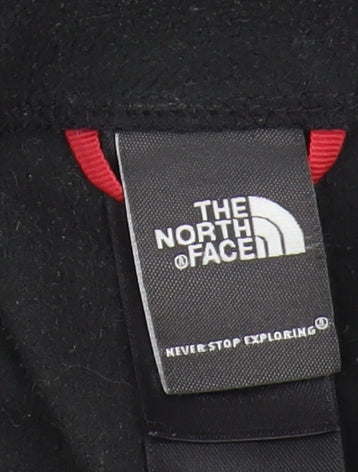 THE
NORTH
®FACE
NEVER STOP EXPLORING®